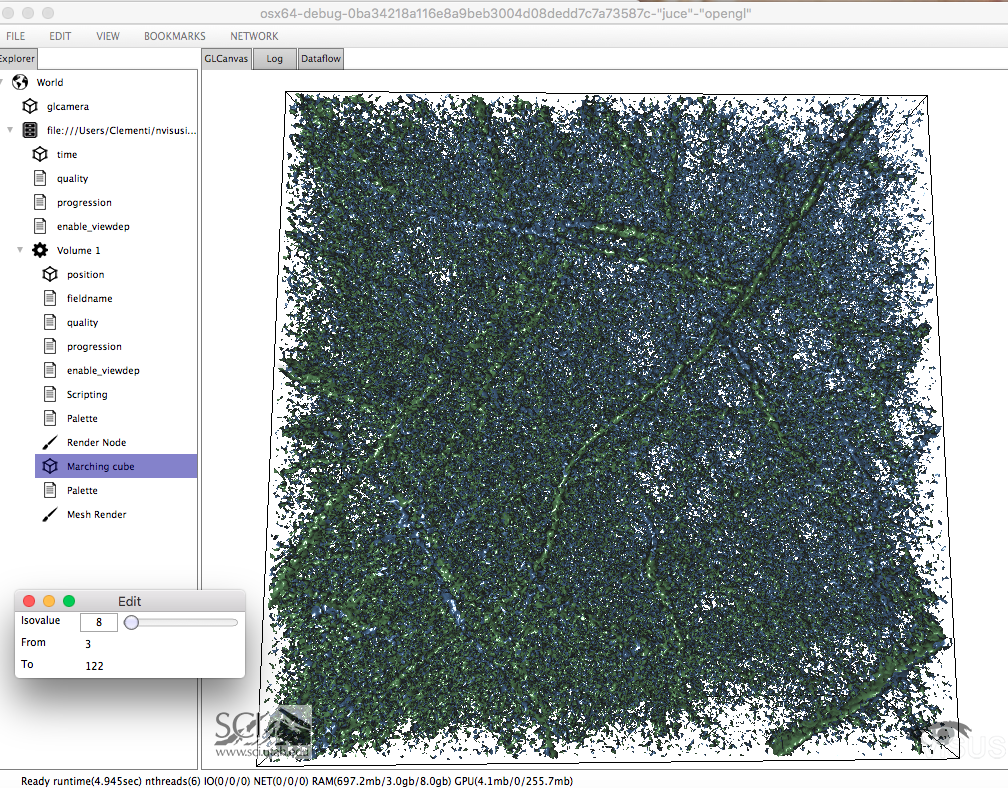 osx64-debug-0ba34218a116e8a9beb3004d08dedd7c7a73587c-"juce"-"opengl"
FILE EDIT VIEW BOOKMARKS NETWORK
Explorer GLCanvas Log Dataflow
World
glcamera
file:///Users/Clementi/nvisusi...
time
quality
progression
enable_viewdep
Volume 1
position
fieldname
quality
progression
enable_viewdep
Scripting
Palette
Render Node
Marching cube
Palette
Mesh Render
Edit
Isovalue 8
From 3
To 122
SCI
www.sci.utah.edu
US
Ready runtime(4.945sec) nthreads(6) IO(0/0/0) NET(0/0/0) RAM(697.2mb/3.0gb/8.0gb) GPU(4.1mb/0/255.7mb)